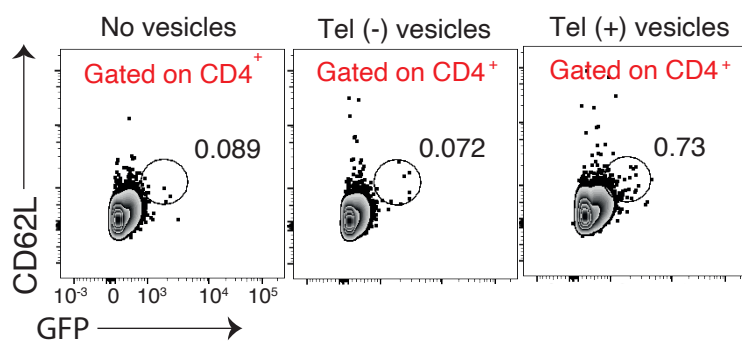 No vesicles
Tel (-) vesicles
Tel (+) vesicles
Gated on CD4+
Gated on CD4+
Gated on CD4+
0.089
0.072
0.73
CD62L
10-3 0 103 104 105
GFP